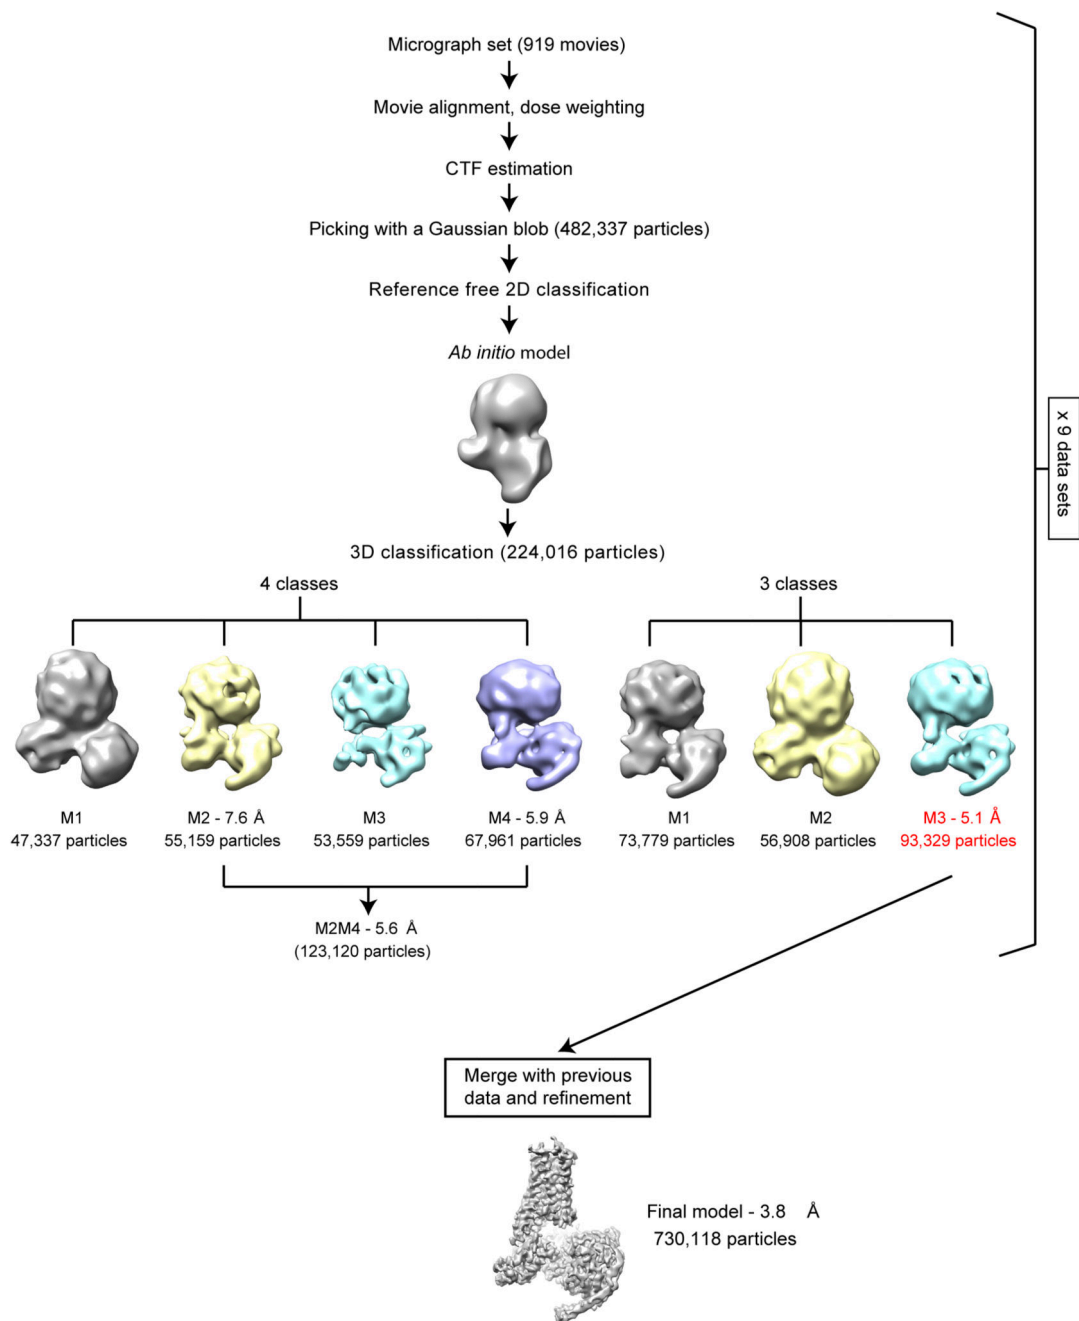 Micrograph set (919 movies)
Movie alignment, dose weighting
CTF estimation
Picking with a Gaussian blob (482,337 particles)
Reference free 2D classification
Ab initio model
3D classification (224,016 particles)
4 classes
3 classes
M1
47,337 particles
M2 - 7.6 Å
55,159 particles
M3
53,559 particles
M4 - 5.9 Å
67,961 particles
M1
73,779 particles
M2
56,908 particles
M3 - 5.1 Å
93,329 particles
M2M4 - 5.6 Å
(123,120 particles)
x 9 data sets
Merge with previous
data and refinement
Final model - 3.8 Å
730,118 particles